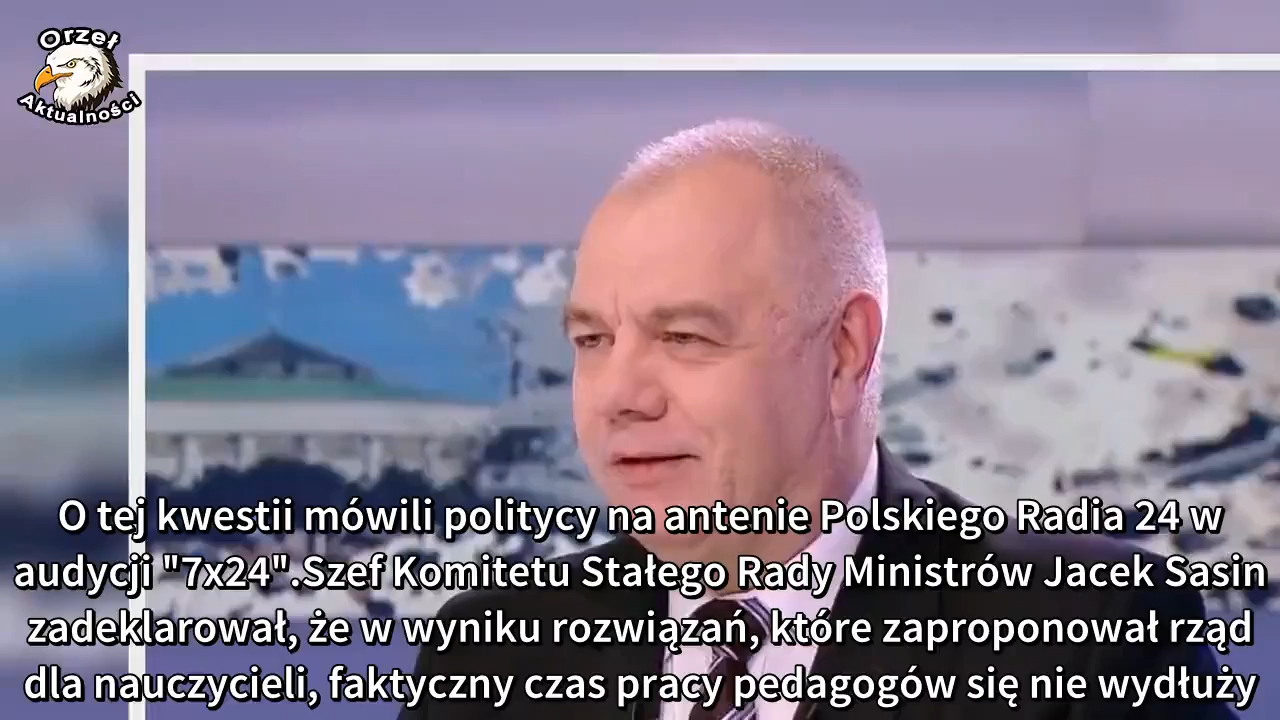 Orzeł
Aktualności
O tej kwestii mówili politycy na antenie Polskiego Radia 24 w
audycji "7x24".Szef Komitetu Stałego Rady Ministrów Jacek Sasin
zadeklarował, że w wyniku rozwiązań, które zaproponował rząd
dla nauczycieli, faktyczny czas pracy pedagogów się nie wydłuży